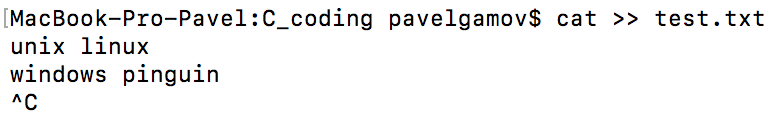 [MacBook-Pro-Pavel:C_coding pavelgamov$ cat >> test.txt
unix linux
windows pinguin
^C